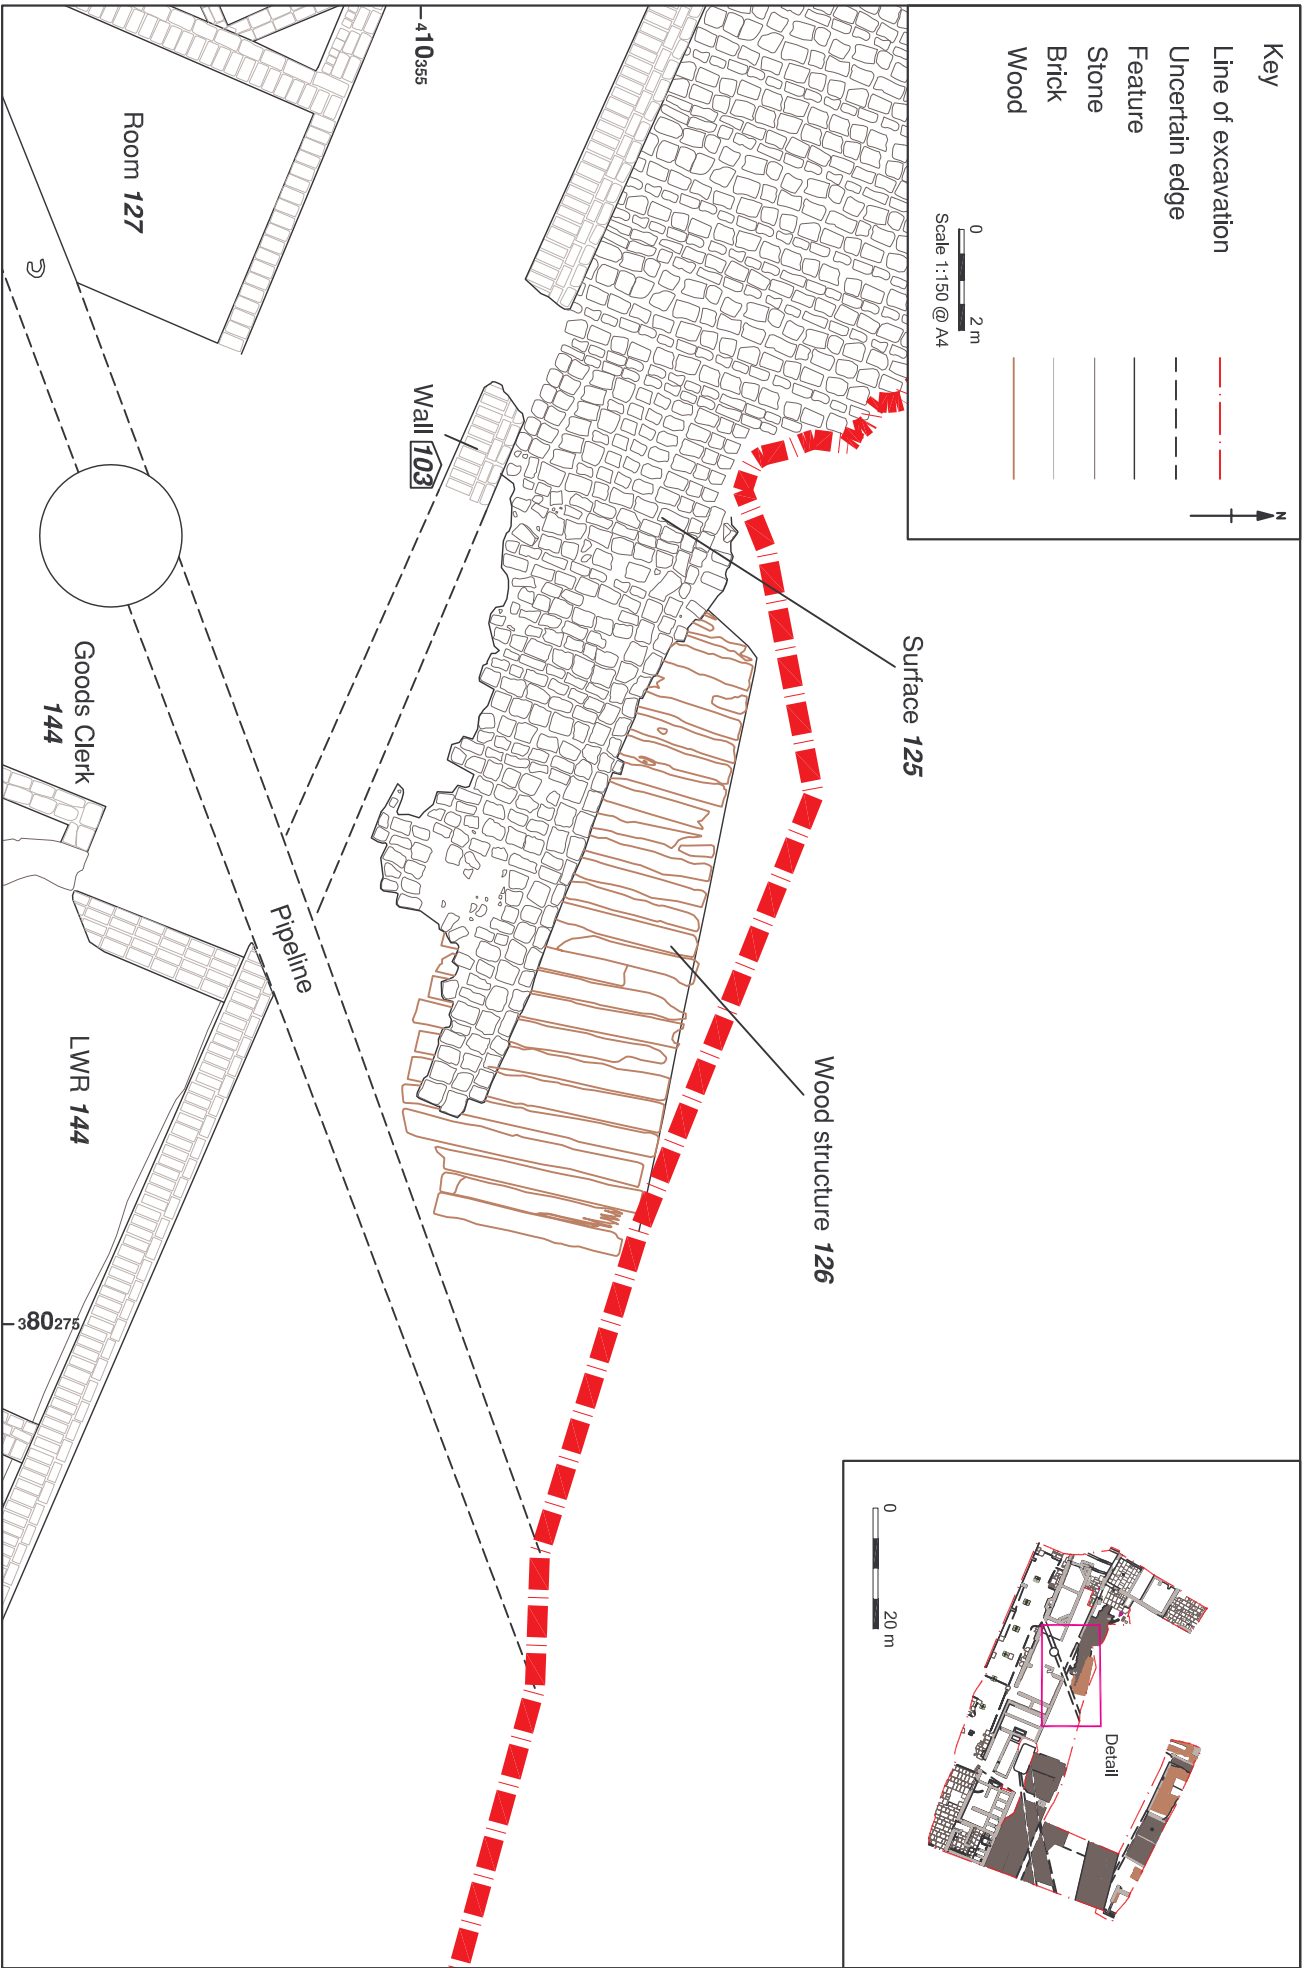 Key
Line of excavation
Uncertain edge
Feature
Stone
Brick
Wood
N
0 2 m
Scale 1:150 @ A4
0 20 m
Detail
Surface 125
Wood structure 126
410355
Wall 103
Pipeline
Room 127
Goods Clerk
144
LWR 144
380275